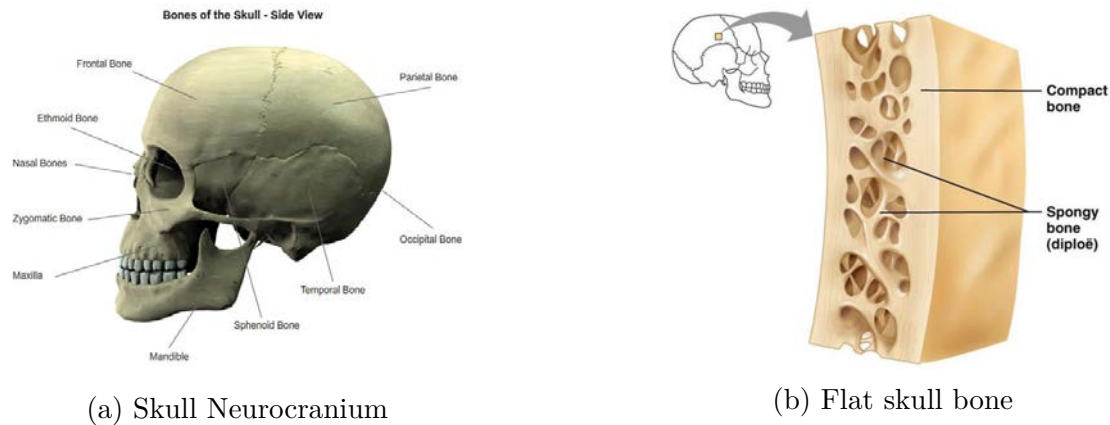 Bones of the Skull - Side View
Frontal Bone
Parietal Bone
Ethmoid Bone
Nasal Bones
Zygomatic Bone
Occipital Bone
Maxilla
Temporal Bone
Sphenoid Bone
Mandible
(a) Skull Neurocranium
Compact
bone
Spongy
bone
(diploë)
(b) Flat skull bone